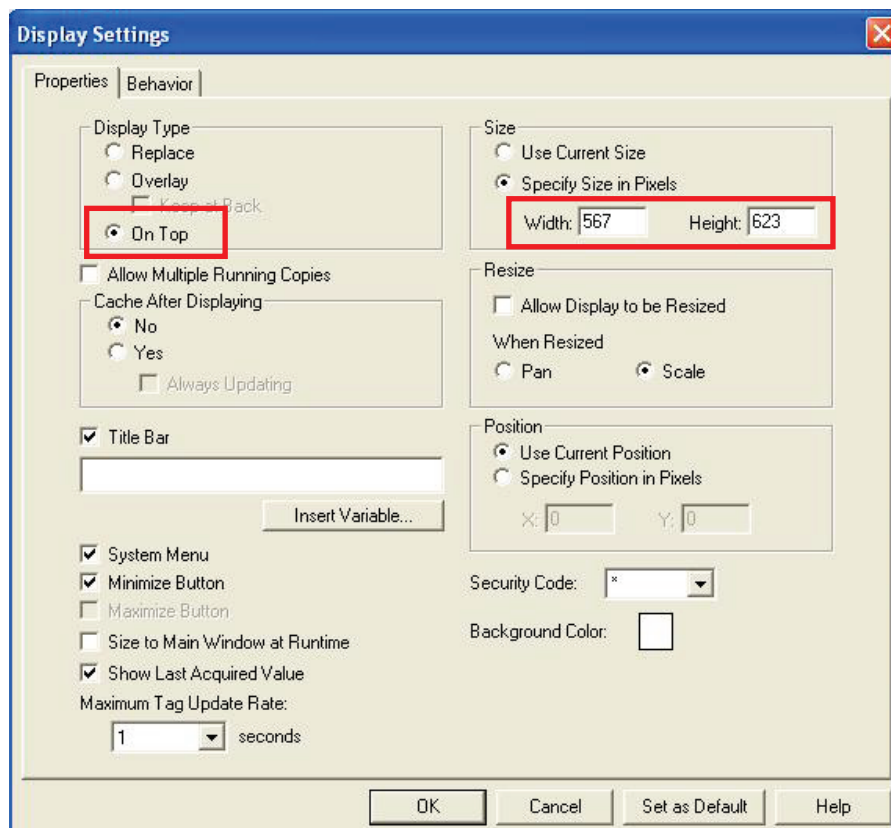 Display Settings
Properties
Behavior
Display Type
Replace
Overlay
Keep at Back
On Top
Allow Multiple Running Copies
Cache After Displaying
No
Yes
Always Updating
Title Bar
Insert Variable...
System Menu
Minimize Button
Maximize Button
Size to Main Window at Runtime
Show Last Acquired Value
Maximum Tag Update Rate:
1 seconds
Size
Use Current Size
Specify Size in Pixels
Width: 567 Height: 623
Resize
Allow Display to be Resized
When Resized
Pan Scale
Position
Use Current Position
Specify Position in Pixels
X: 0 Y: 0
Security Code: *
Background Color:
OK Cancel Set as Default Help